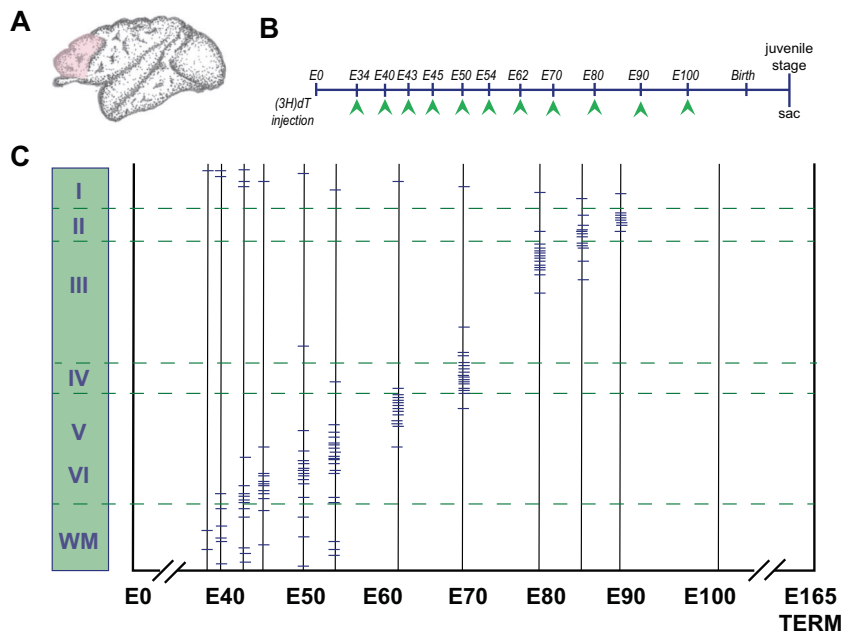 A
B
juvenile
stage
E0 E34 E40 E43 E45 E50 E54 E62 E70 E80 E90 E100 Birth
(3H)dT
injection
sac
C
I
II
III
IV
V
VI
WM
E0 E40 E50 E60 E70 E80 E90 E100 E165
TERM